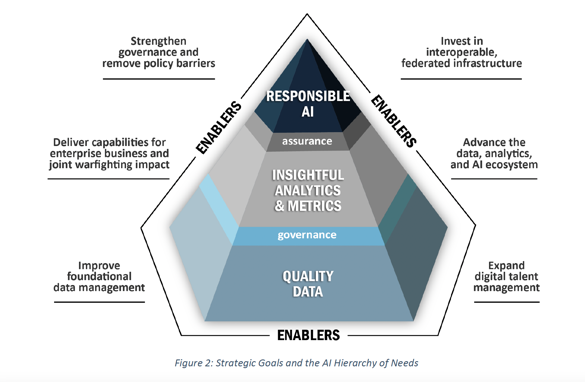 Strengthen
governance and
remove policy barriers
Invest in
interoperable,
federated infrastructure
ENABLERS
ENABLERS
RESPONSIBLE
AI
assurance
Deliver capabilities for
enterprise business and
joint warfighting impact
Advance the
data, analytics,
and AI ecosystem
INSIGHTFUL
ANALYTICS
& METRICS
governance
Improve
foundational
data management
QUALITY
DATA
Expand
digital talent
management
ENABLERS
Figure 2: Strategic Goals and the AI Hierarchy of Needs